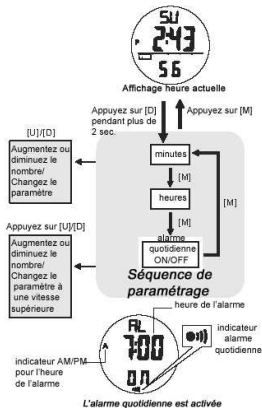 SU
P 2:43
56
Affichage heure actuelle
Appuyez sur [D]
pendant plus de
2 sec.
Appuyez sur [M]
[U]/[D]
Augmentez ou
diminuez le
nombre/
Changez le
paramètre
minutes
[M]
heures
[M]
[M]
alarme
quotidienne
ON/OFF
Appuyez sur [U]/[D]
Augmentez ou
diminuez le
nombre/
Changez le
paramètre à
une vitesse
supérieure
Séquence de
paramétrage
heure de l'alarme
AL
A 7:00
ON
indicateur
alarme
quotidienne
indicateur AM/PM
pour l'heure
de l'alarme
L'alarme quotidienne est activée